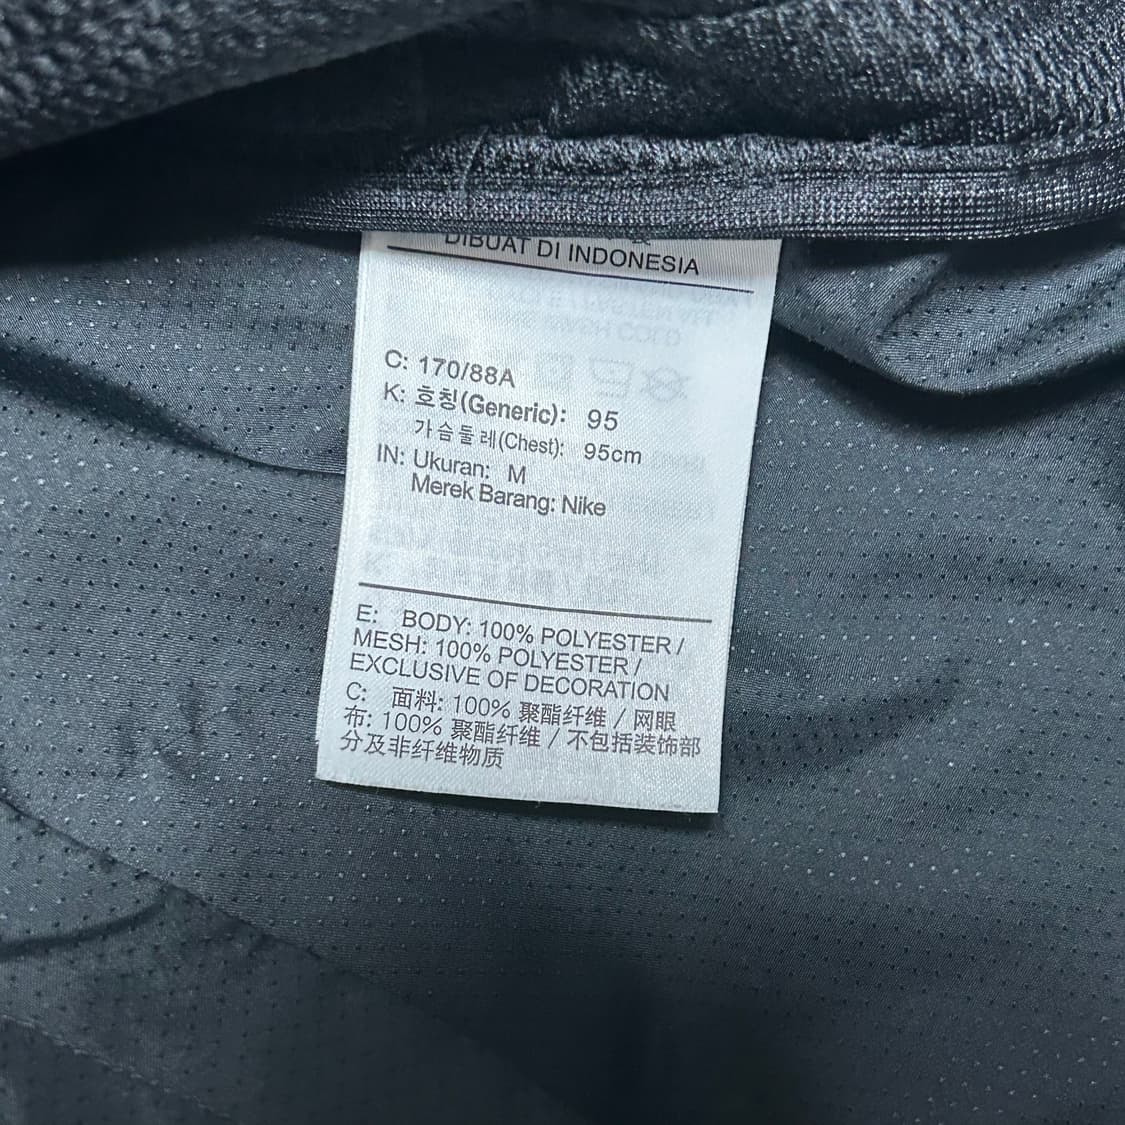 DIBUAT DI INDONESIA
C: 170/88A
K: 호칭(Generic): 95
가슴둘레(Chest): 95cm
IN: Ukuran: M
Merek Barang: Nike
E: BODY: 100% POLYESTER /
MESH: 100% POLYESTER /
EXCLUSIVE OF DECORATION
C: 面料: 100% 聚酯纤维 / 网眼
布: 100% 聚酯纤维 / 不包括装饰部
分及非纤维物质